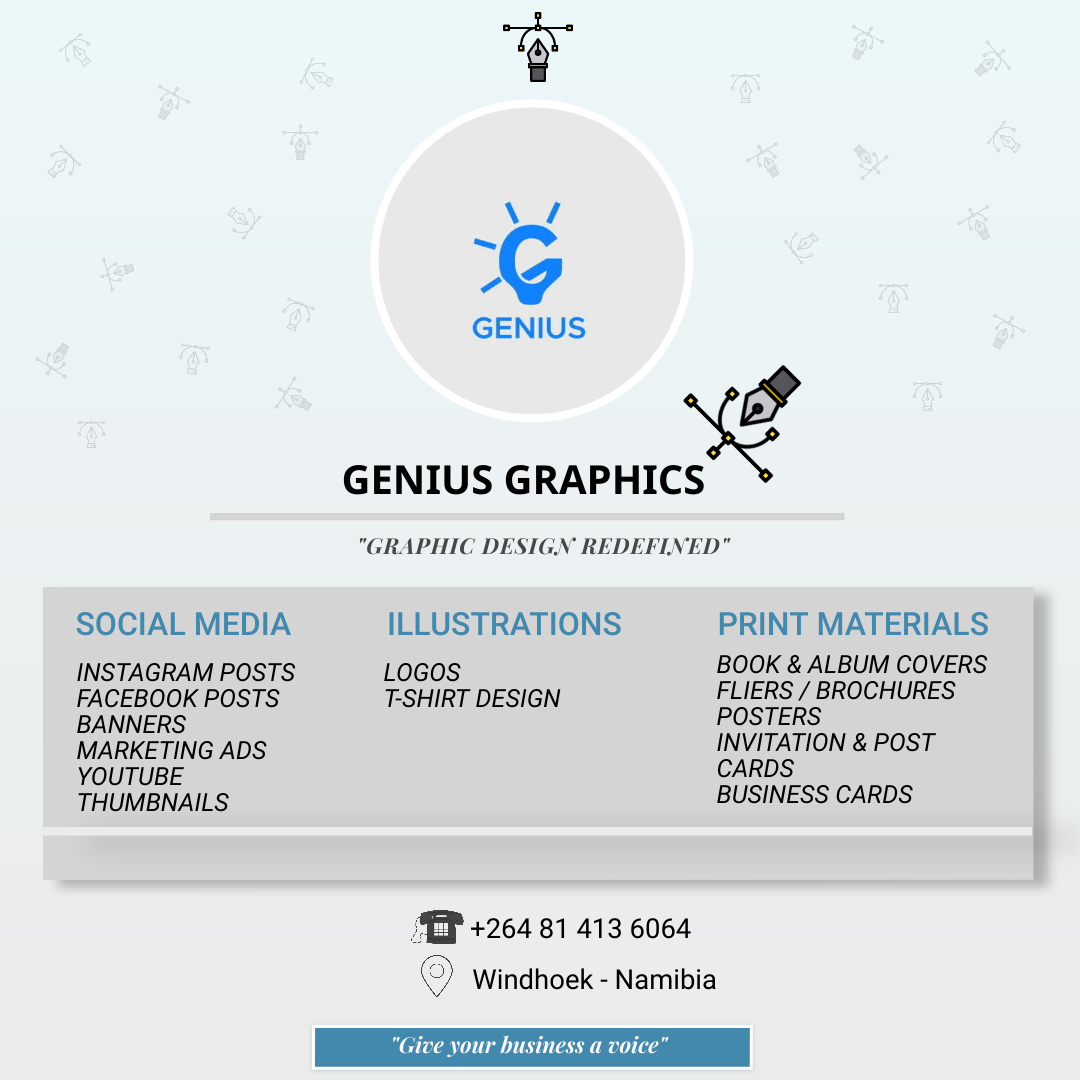 GENIUS
GENIUS GRAPHICS
"GRAPHIC DESIGN REDEFINED"
SOCIAL MEDIA
INSTAGRAM POSTS
FACEBOOK POSTS
BANNERS
MARKETING ADS
YOUTUBE
THUMBNAILS
ILLUSTRATIONS
LOGOS
T-SHIRT DESIGN
PRINT MATERIALS
BOOK & ALBUM COVERS
FLIERS / BROCHURES
POSTERS
INVITATION & POST
CARDS
BUSINESS CARDS
+264 81 413 6064
Windhoek - Namibia
"Give your business a voice"